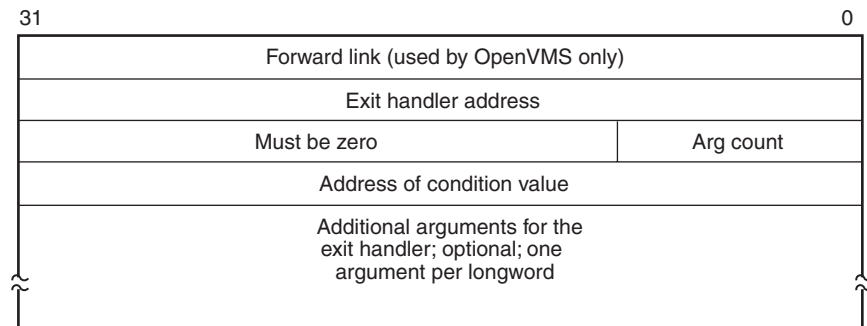 31 0
Forward link (used by OpenVMS only)
Exit handler address
Must be zero Arg count
Address of condition value
Additional arguments for the
exit handler; optional; one
argument per longword